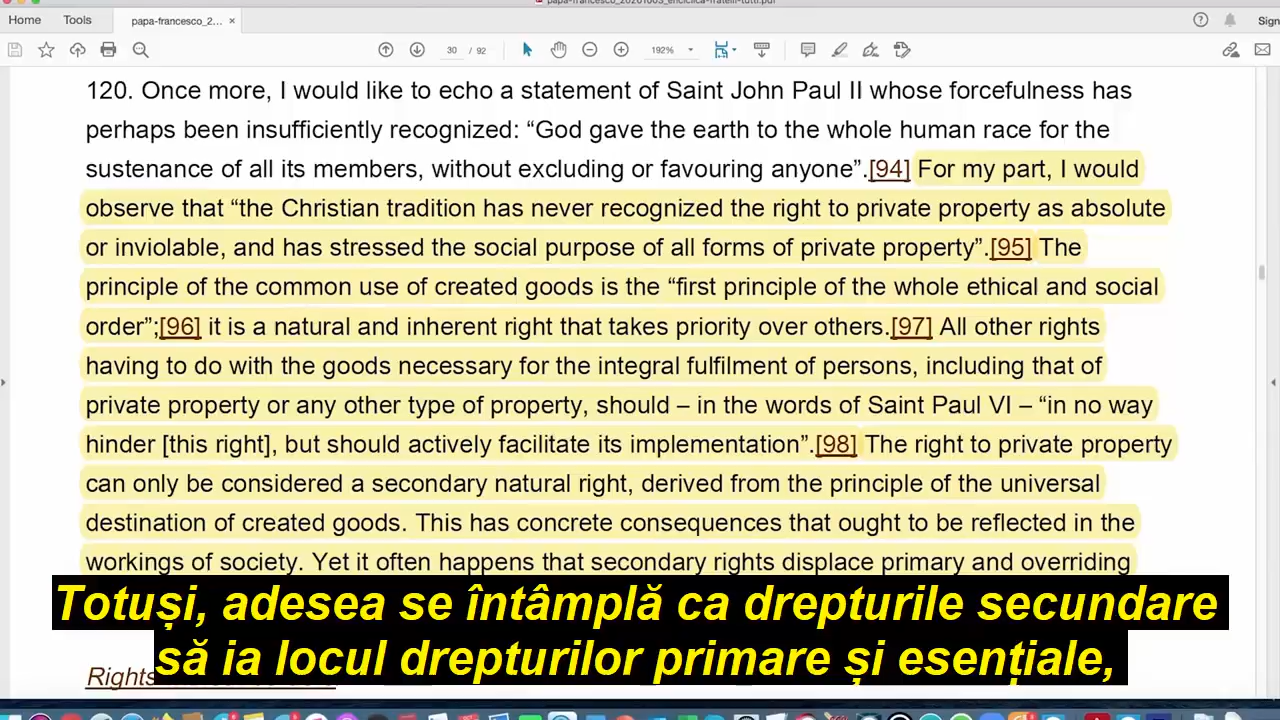 papa-francesco_20201003_enciclica-fratelli-tutti.pdf
Home Tools papa-francesco_2... × Sign
30 / 92 192%
120. Once more, I would like to echo a statement of Saint John Paul II whose forcefulness has
perhaps been insufficiently recognized: “God gave the earth to the whole human race for the
sustenance of all its members, without excluding or favouring anyone”.[94] For my part, I would
observe that “the Christian tradition has never recognized the right to private property as absolute
or inviolable, and has stressed the social purpose of all forms of private property”.[95] The
principle of the common use of created goods is the “first principle of the whole ethical and social
order”;[96] it is a natural and inherent right that takes priority over others.[97] All other rights
having to do with the goods necessary for the integral fulfilment of persons, including that of
private property or any other type of property, should – in the words of Saint Paul VI – “in no way
hinder [this right], but should actively facilitate its implementation”.[98] The right to private property
can only be considered a secondary natural right, derived from the principle of the universal
destination of created goods. This has concrete consequences that ought to be reflected in the
workings of society. Yet it often happens that secondary rights displace primary and overriding
Totuși, adesea se întâmplă ca drepturile secundare
să ia locul drepturilor primare și esențiale,
Rights